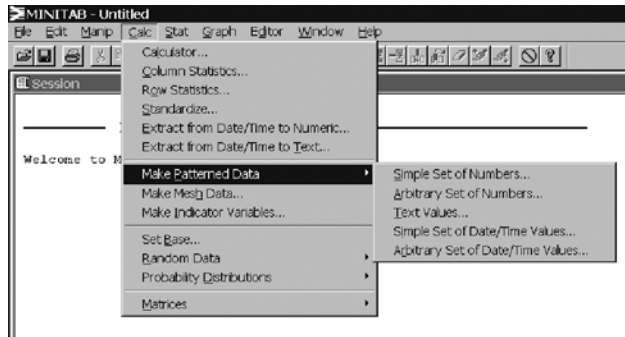 MINITAB - Untitled
File Edit Manip Calc Stat Graph Editor Window Help
Session
Calculator...
Column Statistics...
Row Statistics...
Standardize...
Extract from Date/Time to Numeric...
Extract from Date/Time to Text...
Welcome to M
Make Patterned Data
Make Mesh Data...
Make Indicator Variables...
Set Base...
Random Data
Probability Distributions
Matrices
Simple Set of Numbers...
Arbitrary Set of Numbers...
Text Values...
Simple Set of Date/Time Values...
Arbitrary Set of Date/Time Values...